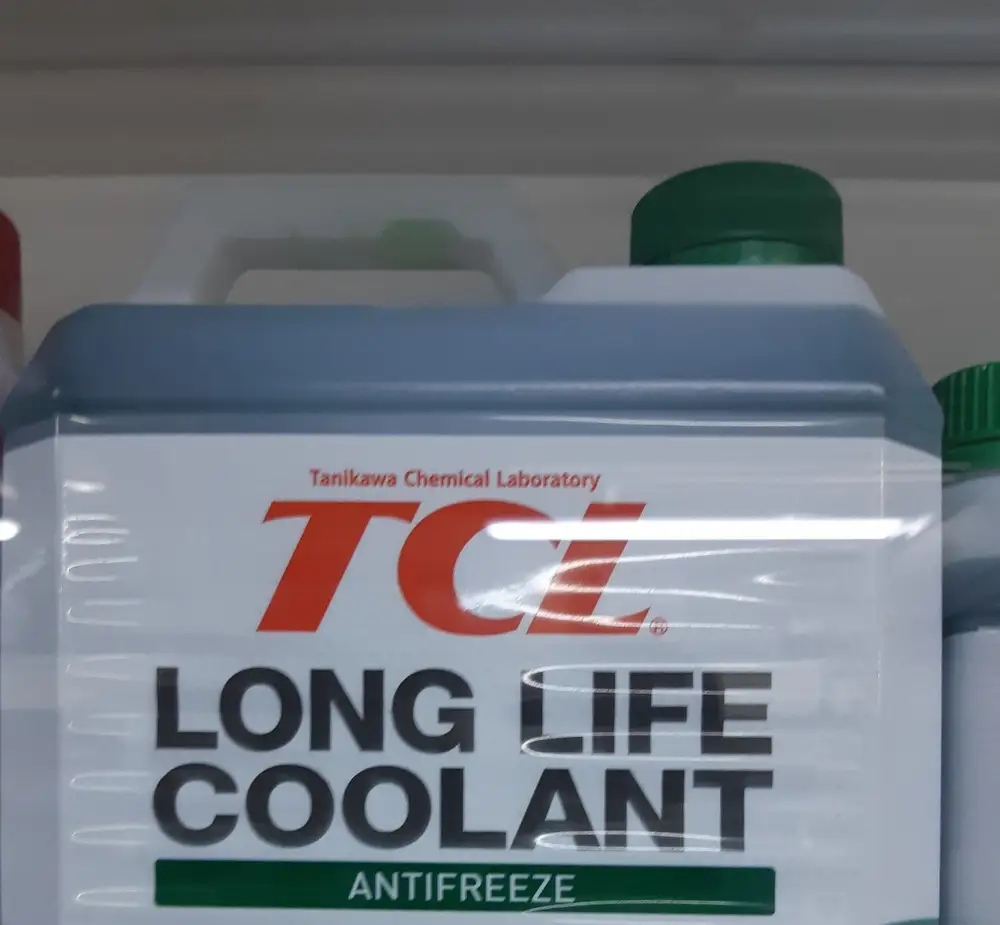 Tanikawa Chemical Laboratory
TCL®
LONG LIFE
COOLANT
ANTIFREEZE